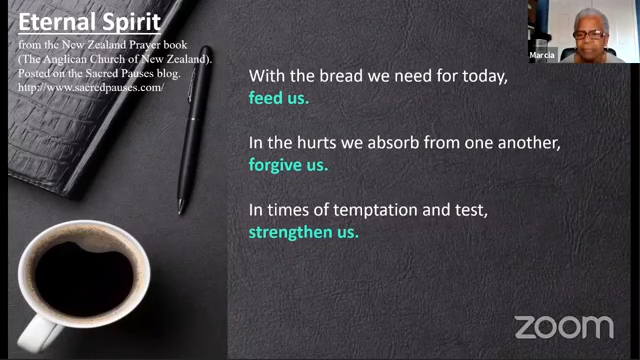 Eternal Spirit
from the New Zealand Prayer book
(The Anglican Church of New Zealand).
Posted on the Sacred Pauses blog.
http://www.sacredpauses.com/
With the bread we need for today,
feed us.
In the hurts we absorb from one another,
forgive us.
In times of temptation and test,
strengthen us.
Marcia
zoom